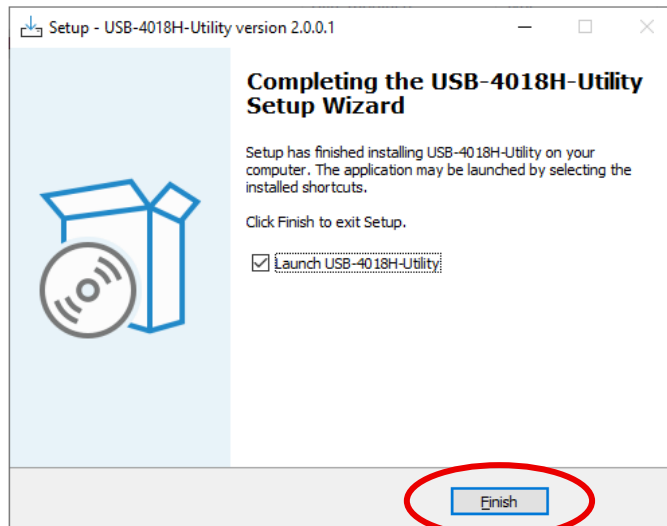 Setup - USB-4018H-Utility version 2.0.0.1
Completing the USB-4018H-Utility
Setup Wizard
Setup has finished installing USB-4018H-Utility on your
computer. The application may be launched by selecting the
installed shortcuts.
Click Finish to exit Setup.
Launch USB-4018H-Utility
Finish